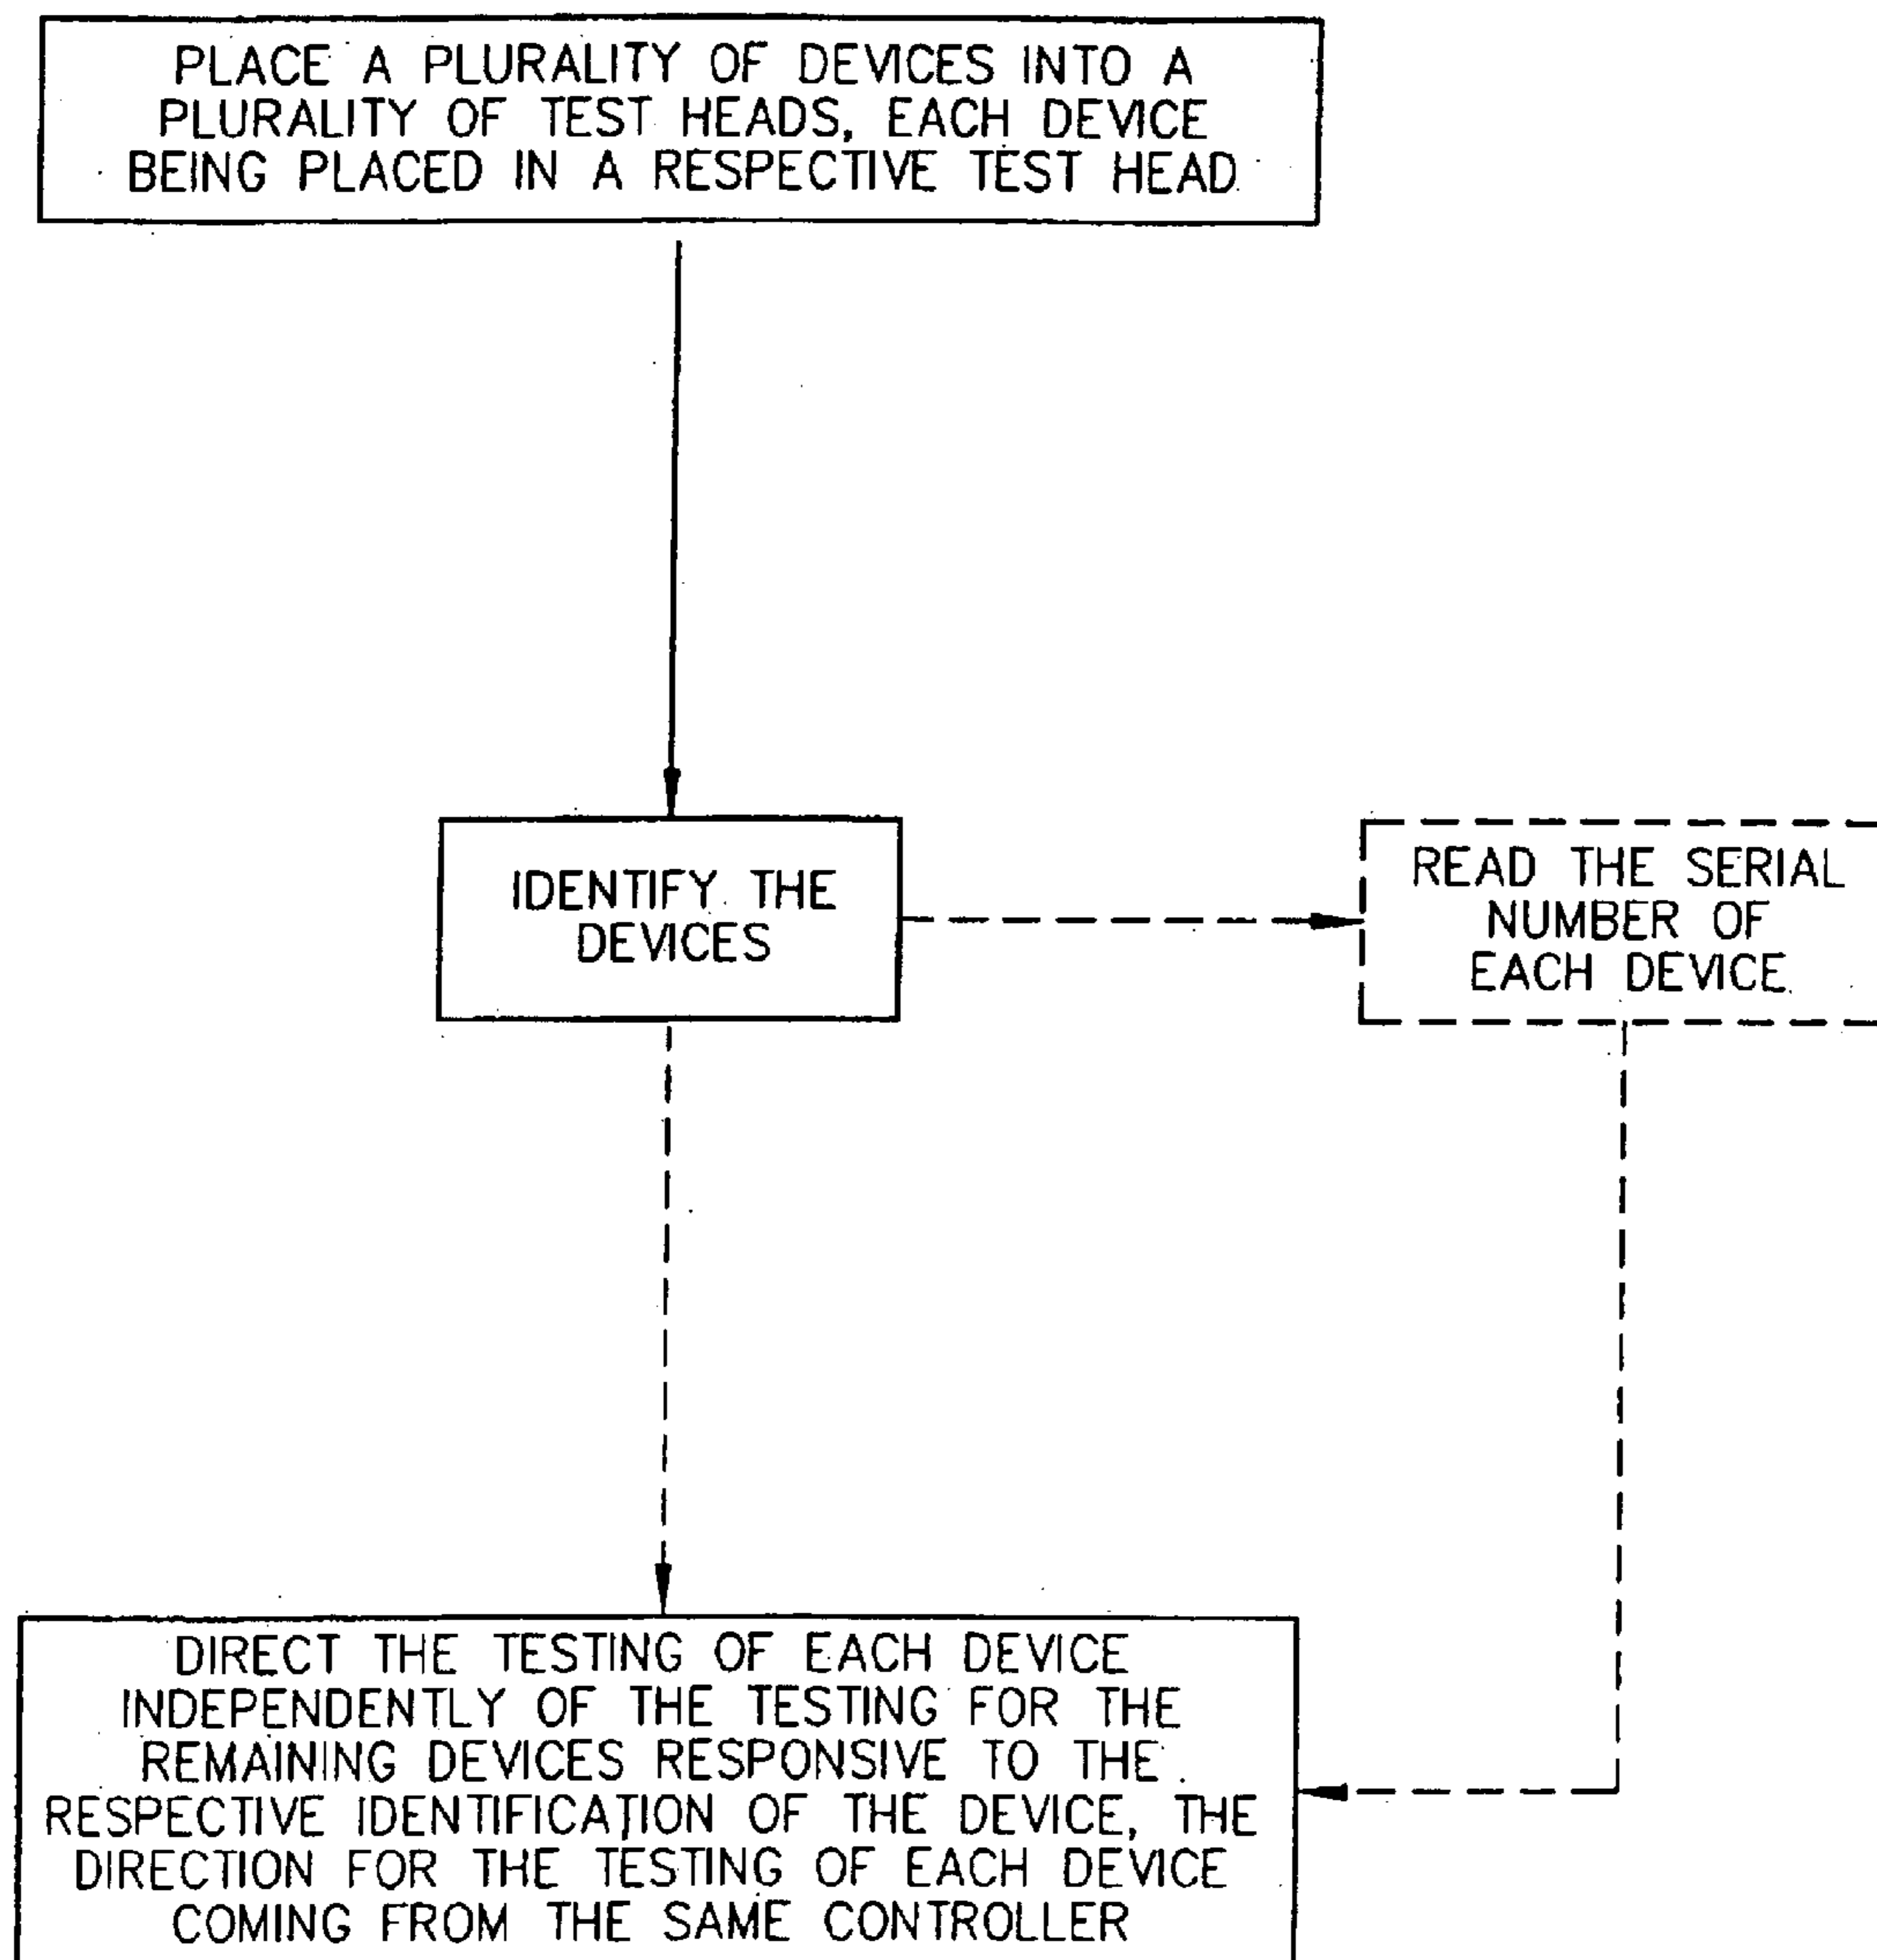 PLACE A PLURALITY OF DEVICES INTO A
PLURALITY OF TEST HEADS, EACH DEVICE
BEING PLACED IN A RESPECTIVE TEST HEAD
IDENTIFY THE
DEVICES
READ THE SERIAL
NUMBER OF
EACH DEVICE
DIRECT THE TESTING OF EACH DEVICE
INDEPENDENTLY OF THE TESTING FOR THE
REMAINING DEVICES RESPONSIVE TO THE
RESPECTIVE IDENTIFICATION OF THE DEVICE, THE
DIRECTION FOR THE TESTING OF EACH DEVICE
COMING FROM THE SAME CONTROLLER